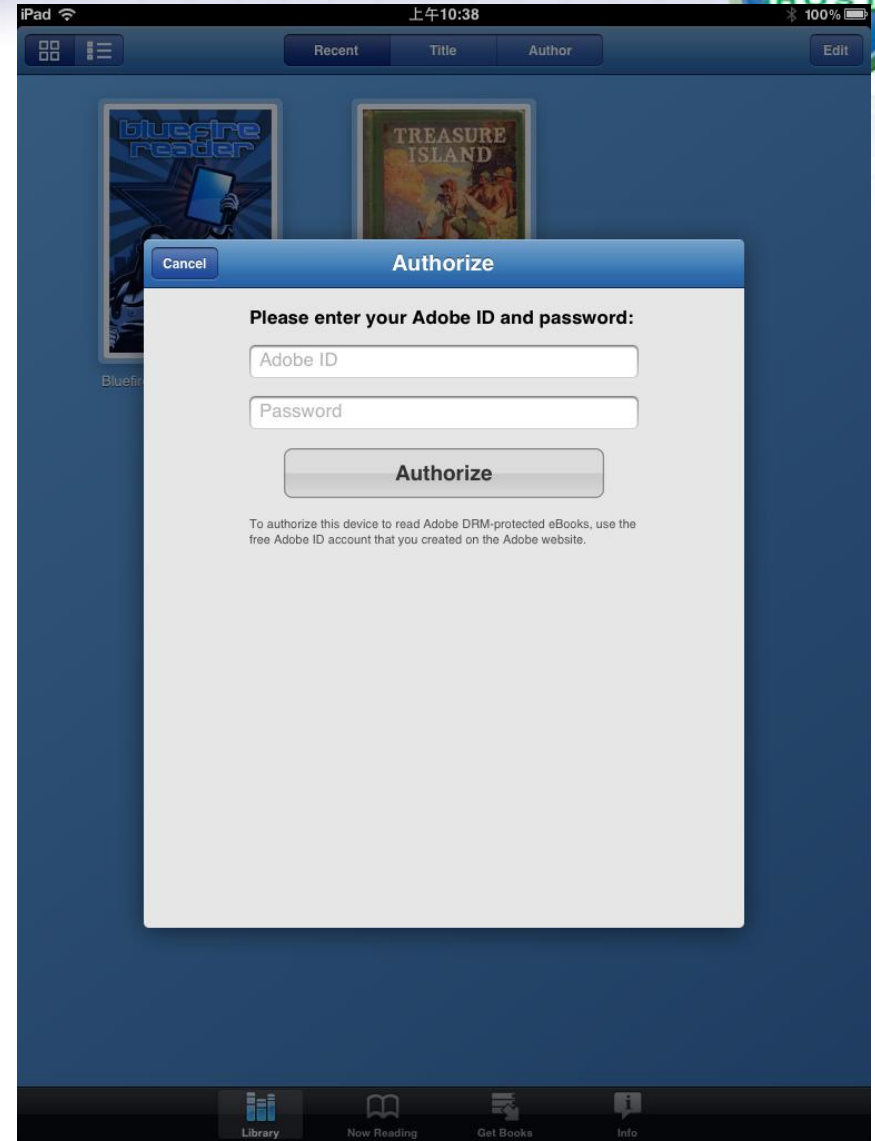 iPad 上午10:38 100%
Recent Title Author Edit
bluefire
reader
TREASURE
ISLAND
Cancel Authorize
Please enter your Adobe ID and password:
Adobe ID
Password
Authorize
To authorize this device to read Adobe DRM-protected eBooks, use the
free Adobe ID account that you created on the Adobe website.
Library Now Reading Get Books Info